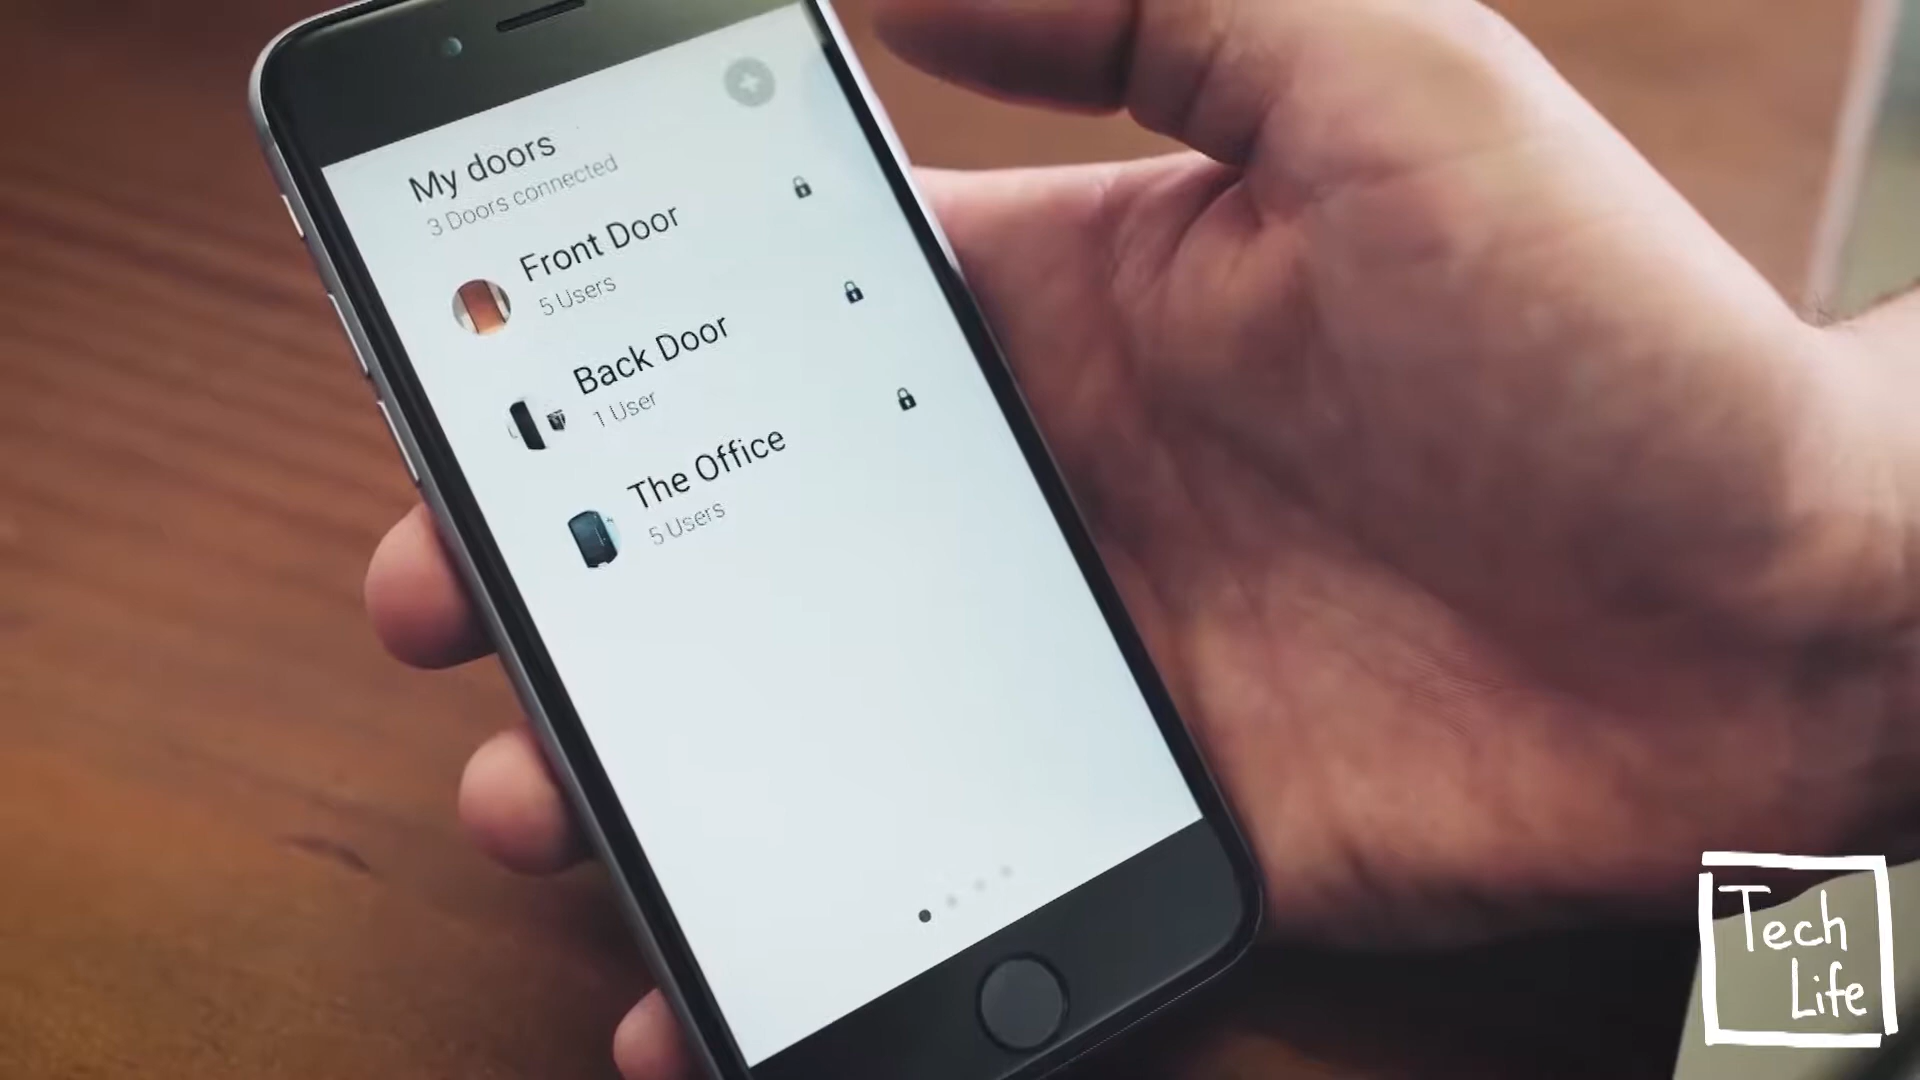 My doors
3 Doors connected
Front Door
5 Users
Back Door
1 User
The Office
5 Users
Tech
Life